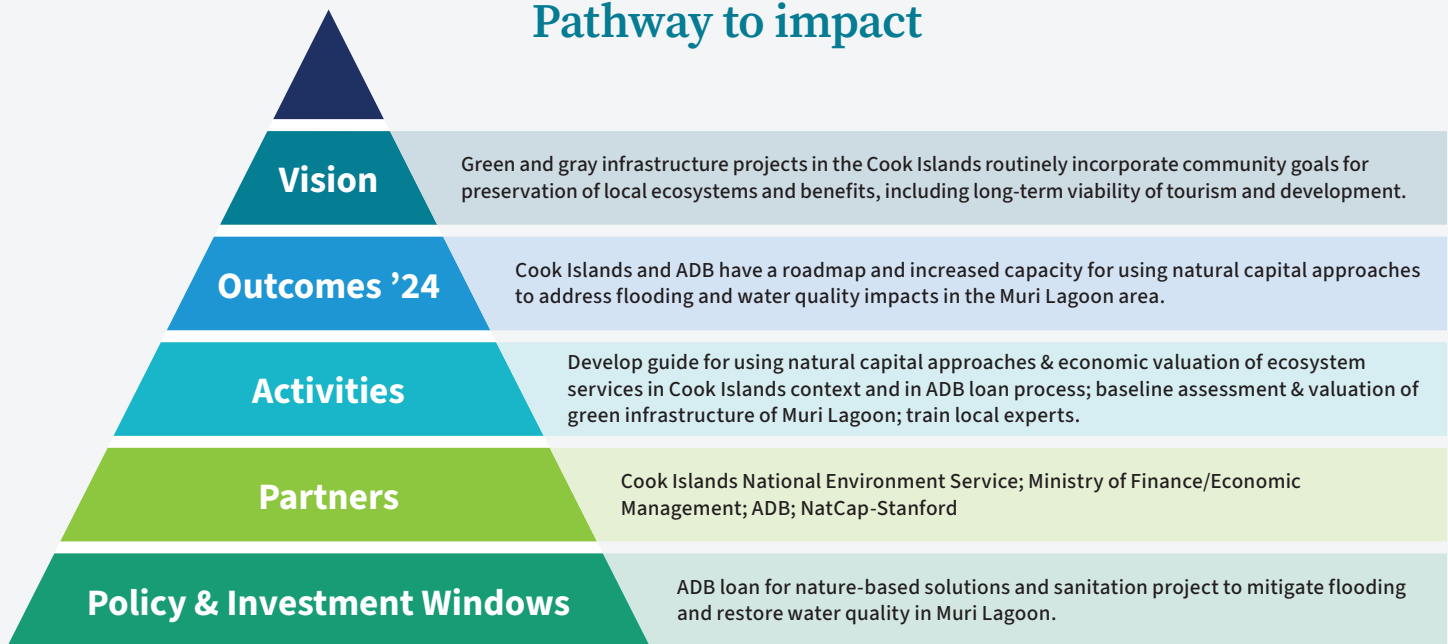 Pathway to impact
Vision
Green and gray infrastructure projects in the Cook Islands routinely incorporate community goals for
preservation of local ecosystems and benefits, including long-term viability of tourism and development.
Outcomes ’24
Cook Islands and ADB have a roadmap and increased capacity for using natural capital approaches
to address flooding and water quality impacts in the Muri Lagoon area.
Activities
Develop guide for using natural capital approaches & economic valuation of ecosystem
services in Cook Islands context and in ADB loan process; baseline assessment & valuation of
green infrastructure of Muri Lagoon; train local experts.
Partners
Cook Islands National Environment Service; Ministry of Finance/Economic
Management; ADB; NatCap-Stanford
Policy & Investment Windows
ADB loan for nature-based solutions and sanitation project to mitigate flooding
and restore water quality in Muri Lagoon.